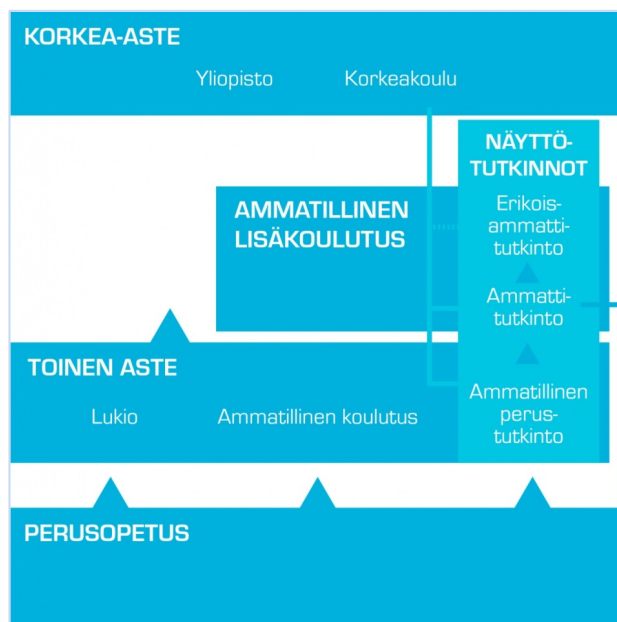 KORKEA-ASTE
Yliopisto
Korkeakoulu
NÄYTTÖ-
TUTKINNOT
Erikois-
ammatti-
tutkinto
AMMATILLINEN
LISÄKOULUTUS
Ammatti-
tutkinto
TOINEN ASTE
Lukio
Ammatillinen koulutus
Ammatillinen
perus-
tutkinto
PERUSOPETUS